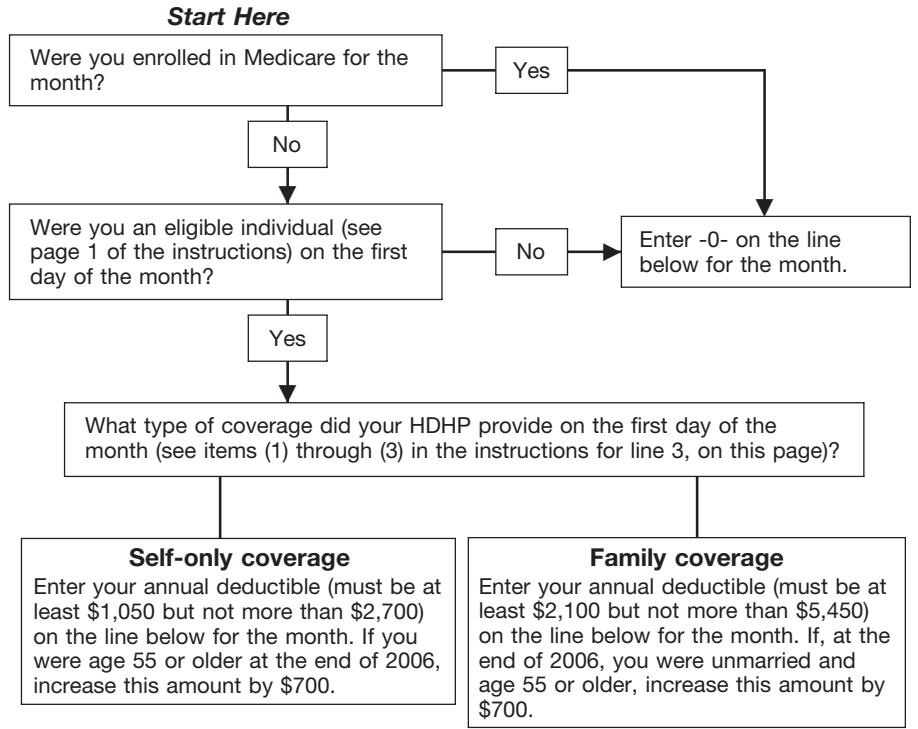 Start Here
Were you enrolled in Medicare for the
month?
Yes
No
Were you an eligible individual (see
page 1 of the instructions) on the first
day of the month?
No
Enter -0- on the line
below for the month.
Yes
What type of coverage did your HDHP provide on the first day of the
month (see items (1) through (3) in the instructions for line 3, on this page)?
Self-only coverage
Enter your annual deductible (must be at
least $1,050 but not more than $2,700)
on the line below for the month. If you
were age 55 or older at the end of 2006,
increase this amount by $700.
Family coverage
Enter your annual deductible (must be at
least $2,100 but not more than $5,450)
on the line below for the month. If, at the
end of 2006, you were unmarried and
age 55 or older, increase this amount by
$700.